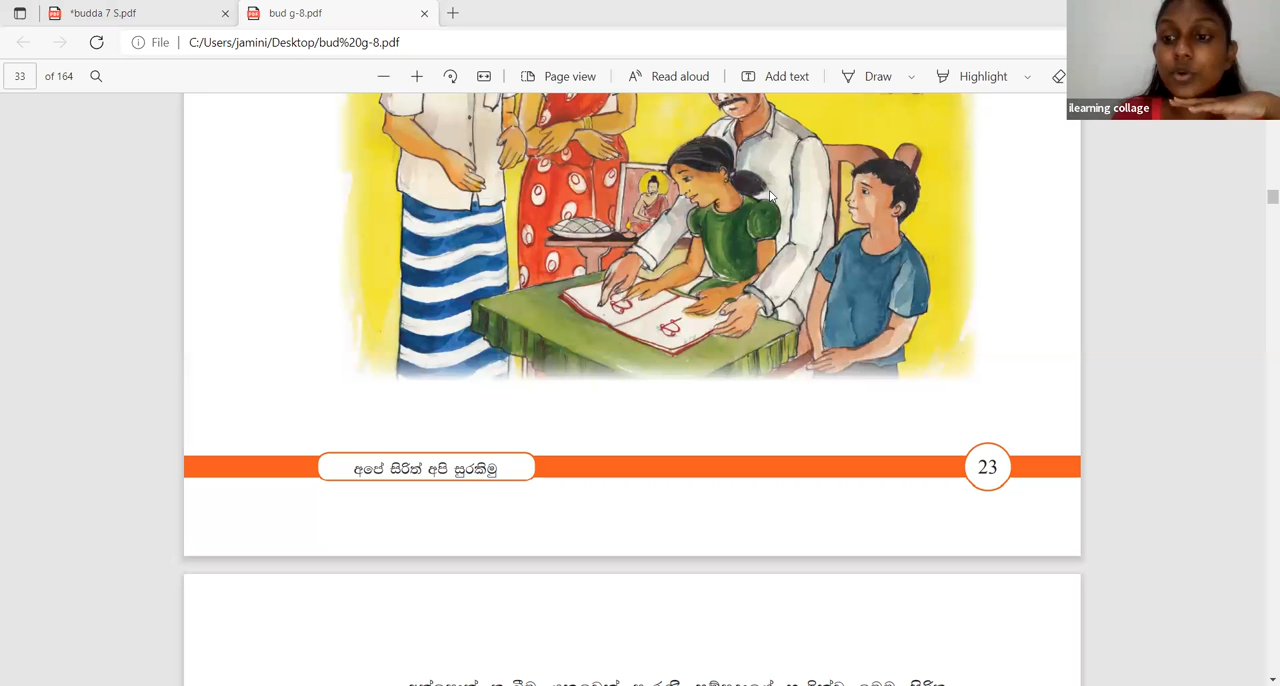 *budda 7 S.pdf
bud g-8.pdf
File
C:/Users/jamini/Desktop/bud%20g-8.pdf
33
of 164
Page view
Read aloud
Add text
Draw
Highlight
ilearning collage
අපේ සිරිත් අපි සුරකිමු
23